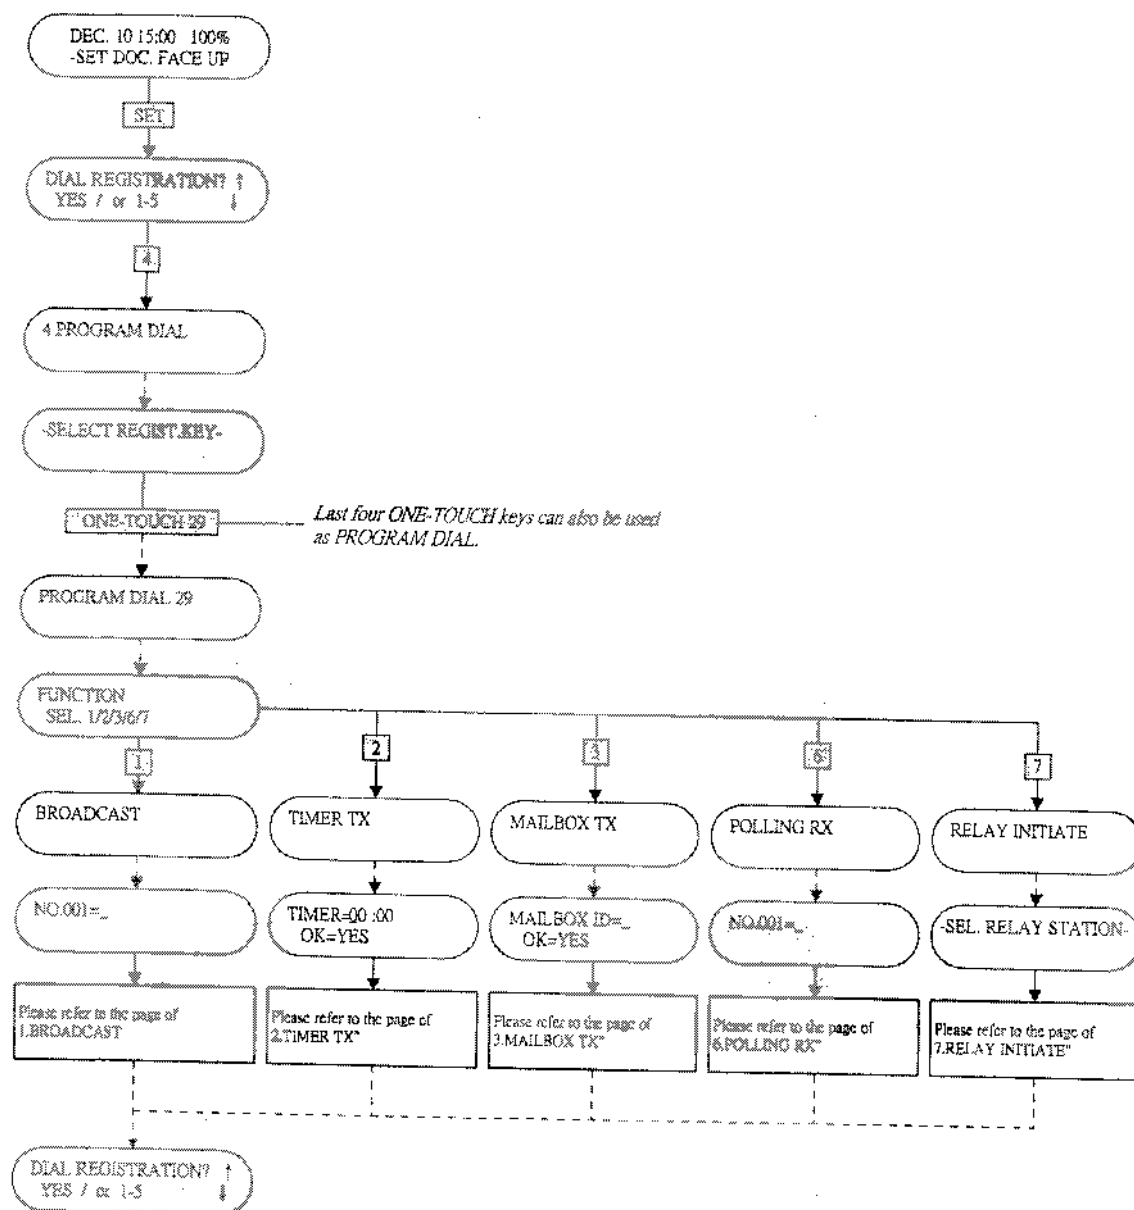 DEC. 10 15:00 100%
-SET DOC. FACE UP
SET
DIAL REGISTRATION? ↑
YES / or 1-5 ↓
4
4.PROGRAM DIAL
-SELECT REGIST.KEY-
ONE-TOUCH 29
Last four ONE-TOUCH keys can also be used
as PROGRAM DIAL.
PROGRAM DIAL 29
FUNCTION
SEL. 1/2/3/6/7
1
2
3
6
7
BROADCAST
TIMER TX
MAILBOX TX
POLLING RX
RELAY INITIATE
NO.001=_
TIMER=00 :00
OK=YES
MAILBOX ID=_
OK=YES
NO.001=_
-SEL. RELAY STATION-
Please refer to the page of
1.BROADCAST
Please refer to the page of
2.TIMER TX"
Please refer to the page of
3.MAILBOX TX"
Please refer to the page of
6.POLLING RX"
Please refer to the page of
7.RELAY INITIATE"
DIAL REGISTRATION? ↑
YES / or 1-5 ↓